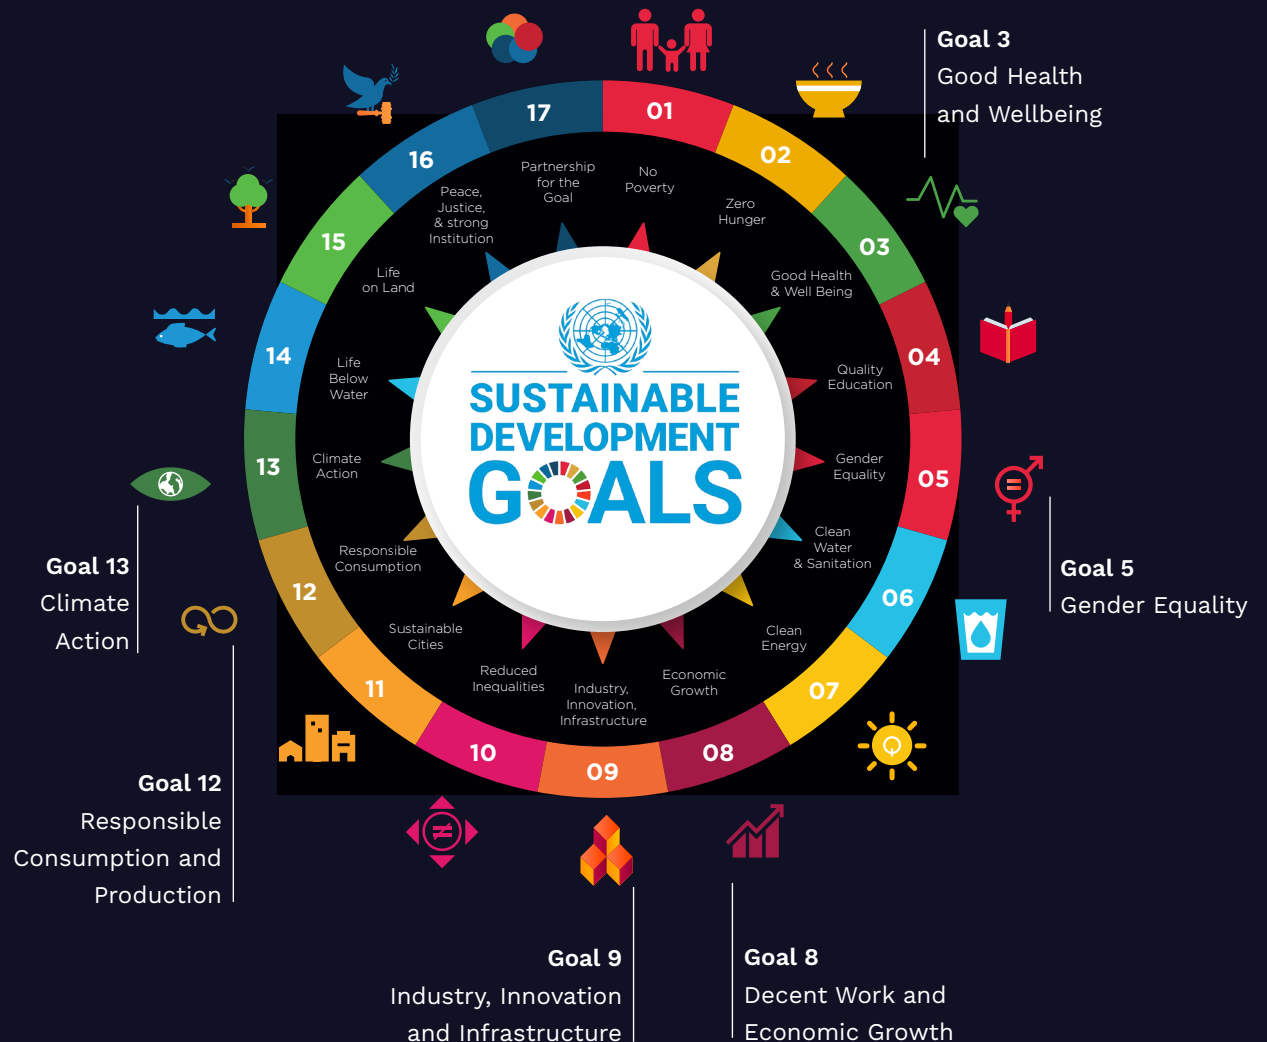 Goal 3
Good Health
and Wellbeing
17
01
16
02
15
03
14
04
13
05
12
06
11
07
10
09
08
Partnership
for the
Goal
No
Poverty
Peace,
Justice,
& strong
Institution
Zero
Hunger
Life
on Land
Good Health
& Well Being
Life
Below
Water
Quality
Education
Climate
Action
Gender
Equality
Responsible
Consumption
Clean
Water
& Sanitation
Sustainable
Cities
Clean
Energy
Reduced
Inequalities
Industry,
Innovation,
Infrastructure
Economic
Growth
SUSTAINABLE
DEVELOPMENT
GOALS
Goal 13
Climate
Action
Goal 5
Gender Equality
Goal 12
Responsible
Consumption and
Production
Goal 9
Industry, Innovation
and Infrastructure
Goal 8
Decent Work and
Economic Growth